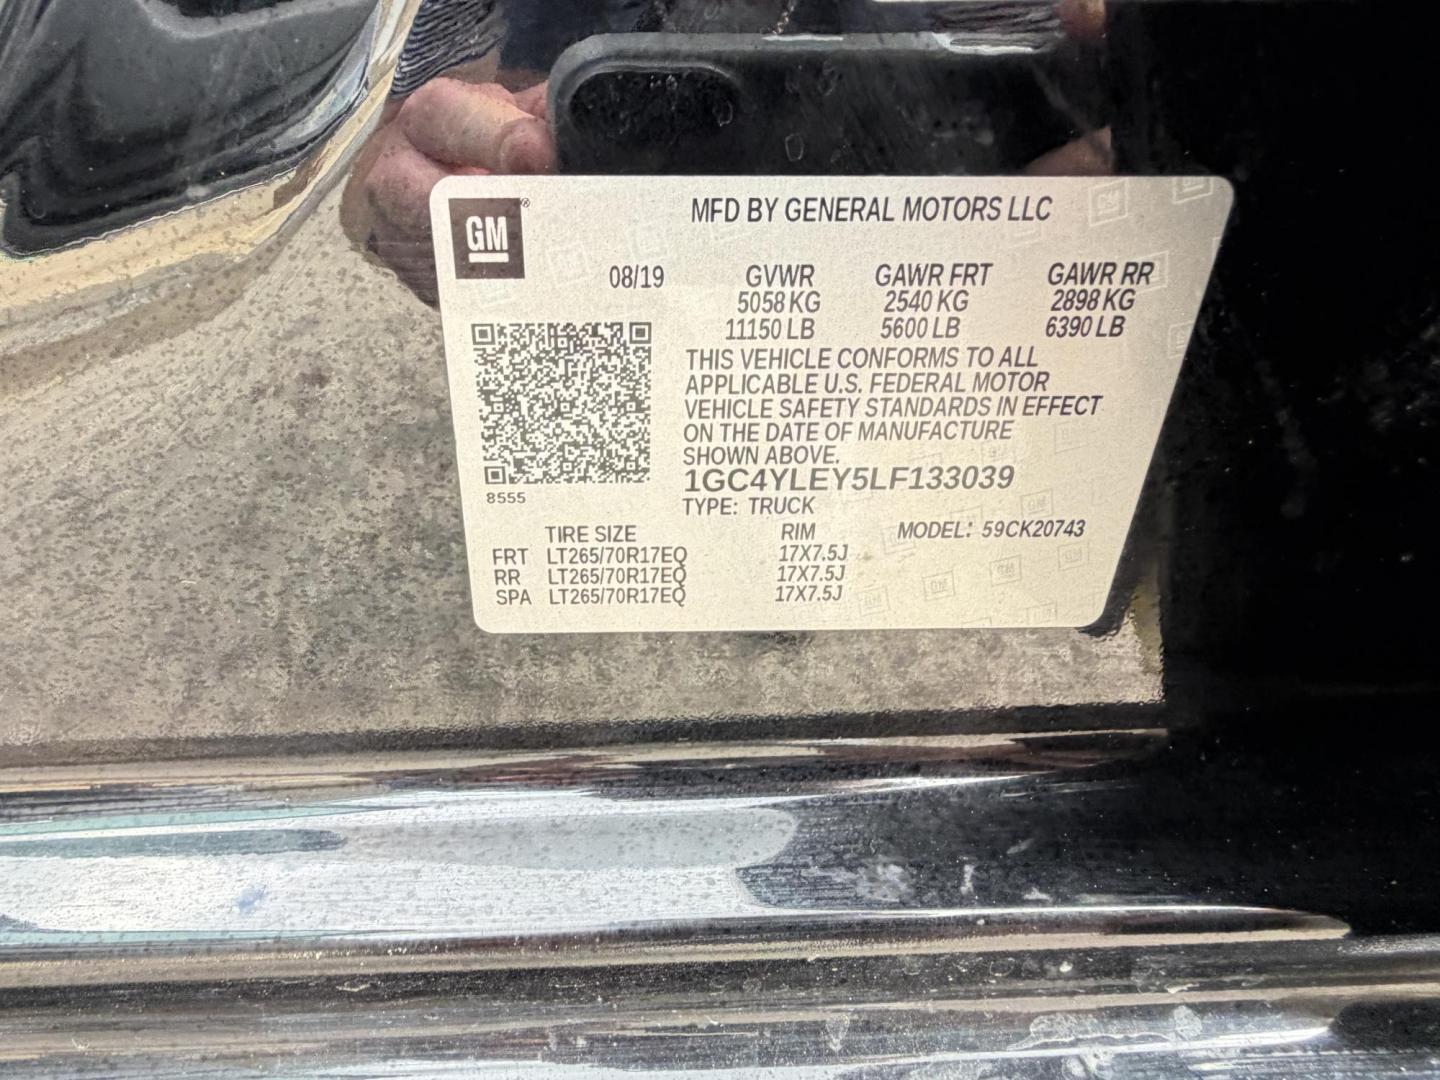 GM®
MFD BY GENERAL MOTORS LLC
08/19 GVWR GAWR FRT GAWR RR
5058 KG 2540 KG 2898 KG
11150 LB 5600 LB 6390 LB
THIS VEHICLE CONFORMS TO ALL
APPLICABLE U.S. FEDERAL MOTOR
VEHICLE SAFETY STANDARDS IN EFFECT
ON THE DATE OF MANUFACTURE
SHOWN ABOVE.
1GC4YLEY5LF133039
8555
TYPE: TRUCK
TIRE SIZE RIM MODEL: 59CK20743
FRT LT265/70R17EQ 17X7.5J
RR LT265/70R17EQ 17X7.5J
SPA LT265/70R17EQ 17X7.5J